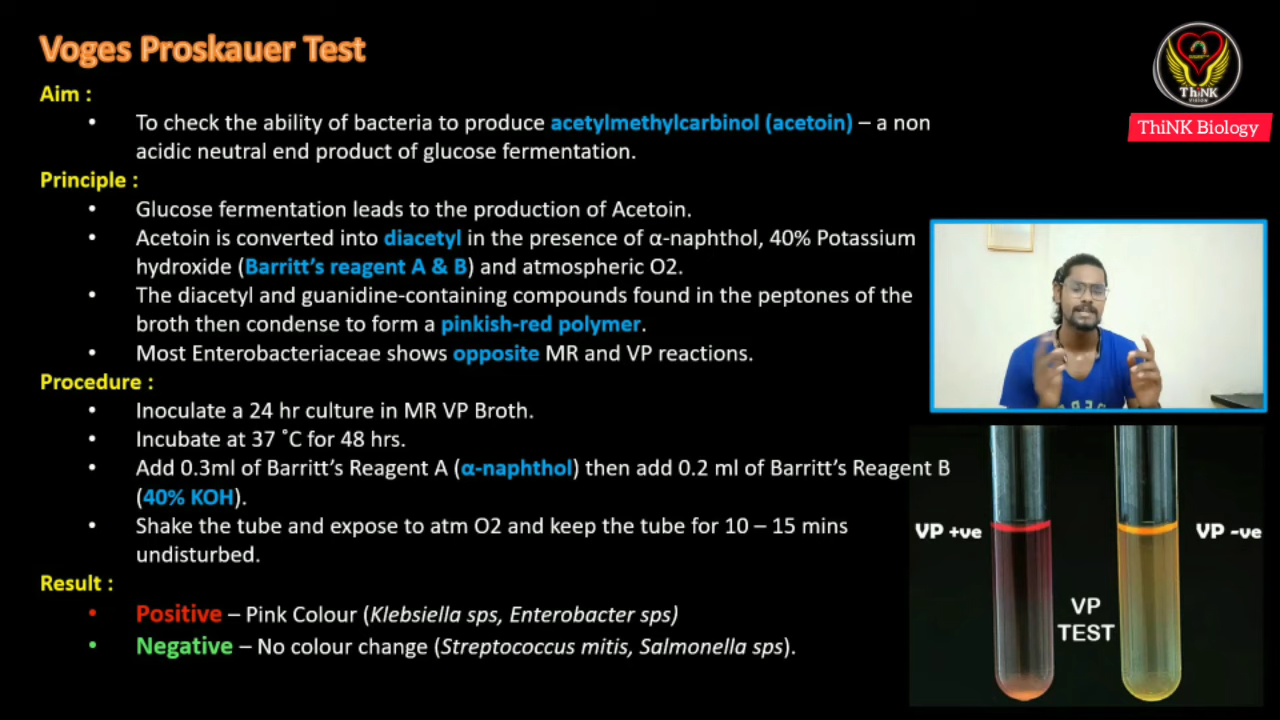 Voges Proskauer Test
Aim :
• To check the ability of bacteria to produce acetylmethylcarbinol (acetoin) – a non
acidic neutral end product of glucose fermentation.
Principle :
• Glucose fermentation leads to the production of Acetoin.
• Acetoin is converted into diacetyl in the presence of α-naphthol, 40% Potassium
hydroxide (Barritt’s reagent A & B) and atmospheric O2.
• The diacetyl and guanidine-containing compounds found in the peptones of the
broth then condense to form a pinkish-red polymer.
• Most Enterobacteriaceae shows opposite MR and VP reactions.
Procedure :
• Inoculate a 24 hr culture in MR VP Broth.
• Incubate at 37 ˚C for 48 hrs.
• Add 0.3ml of Barritt’s Reagent A (α-naphthol) then add 0.2 ml of Barritt’s Reagent B
(40% KOH).
• Shake the tube and expose to atm O2 and keep the tube for 10 – 15 mins
undisturbed.
Result :
• Positive – Pink Colour (Klebsiella sps, Enterobacter sps)
• Negative – No colour change (Streptococcus mitis, Salmonella sps).
ThiNK
VISION
ThiNK Biology
VP +ve
VP -ve
VP
TEST